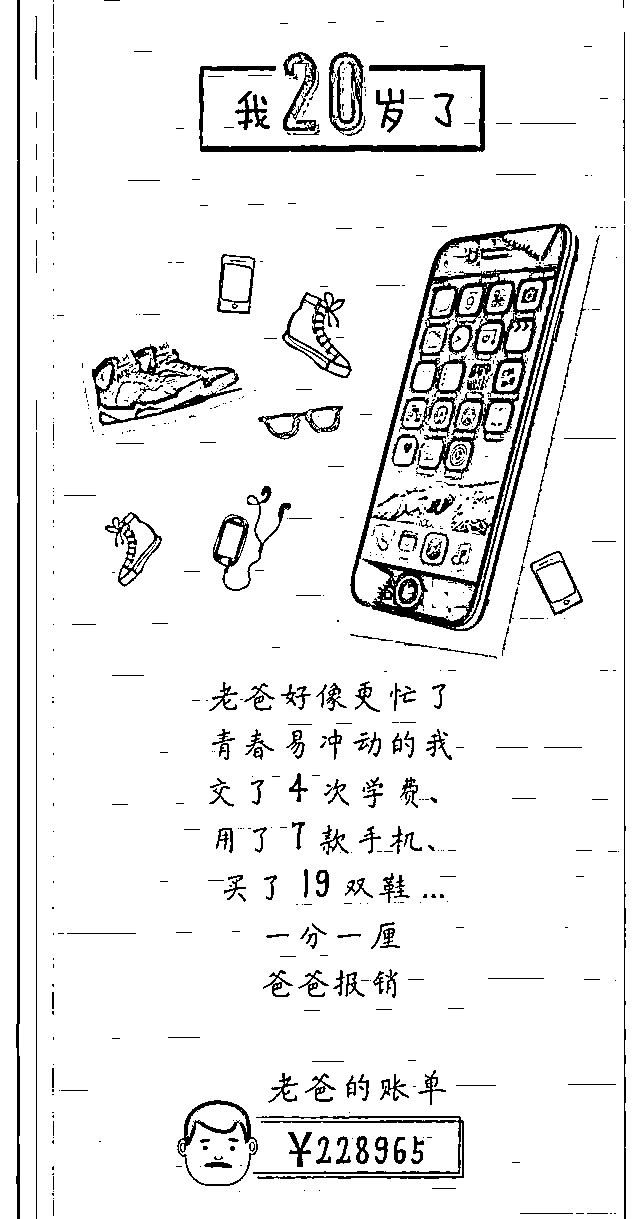 我20岁了
老爸好像更忙了
青春易冲动的我
交了4次学费、
用了7款手机、
买了19双鞋...
一分一厘
爸爸报销
老爸的账单
¥228965